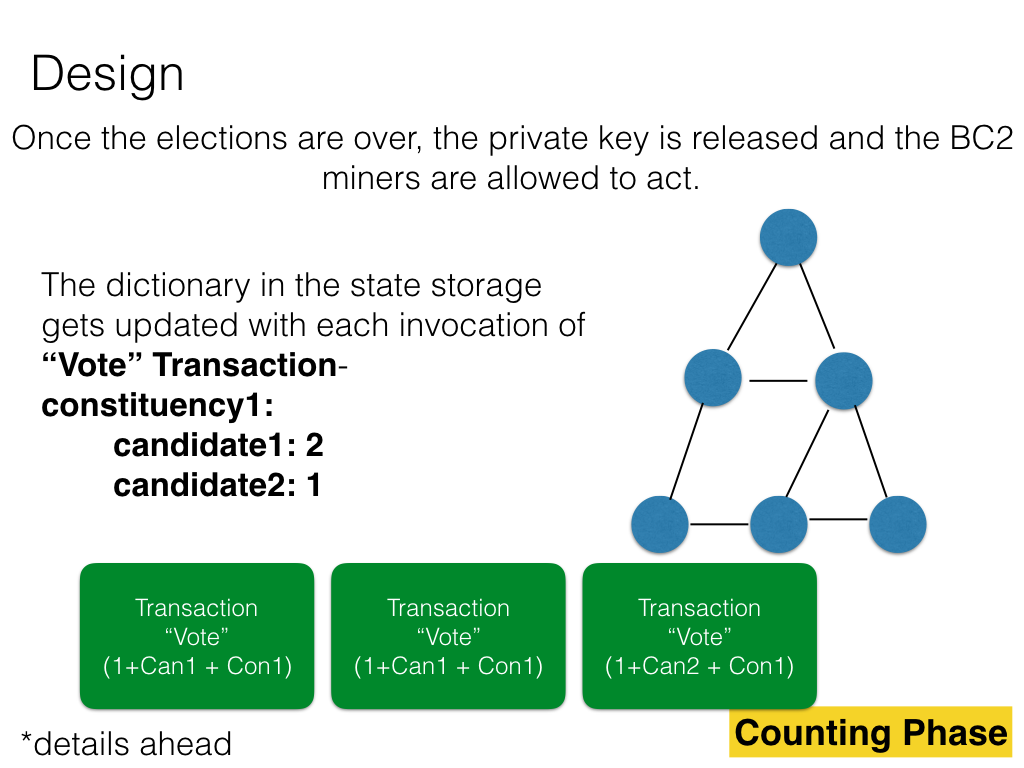 Design
Once the elections are over, the private key is released and the BC2
miners are allowed to act.
The dictionary in the state storage
gets updated with each invocation of
“Vote” Transaction-
constituency1:
candidate1: 2
candidate2: 1
Transaction
“Vote”
(1+Can1 + Con1)
Transaction
“Vote”
(1+Can1 + Con1)
Transaction
“Vote”
(1+Can2 + Con1)
*details ahead
Counting Phase